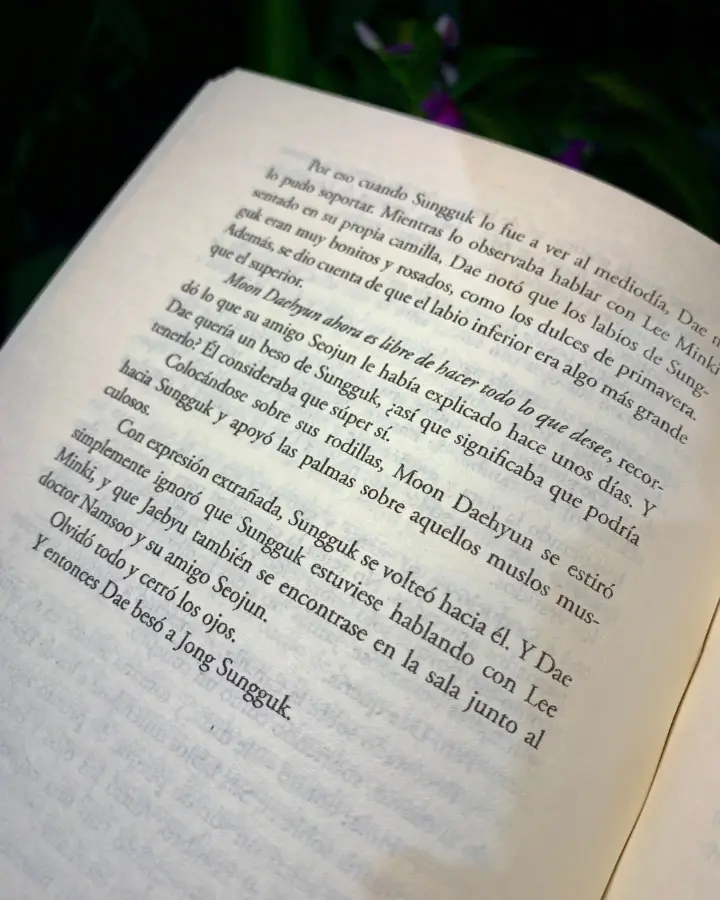 Por eso cuando Sungguk lo fue a ver al mediodía, Dae
lo pudo soportar. Mientras lo observaba hablar con Lee Minki
sentado en su propia camilla, Dae notó que los labios de Sung-
guk eran muy bonitos y rosados, como los dulces de primavera.
Además, se dio cuenta de que el labio inferior era algo más grande
que el superior.
Moon Daehyun ahora es libre de hacer todo lo que desee, recor-
dó lo que su amigo Seojun le había explicado hace unos días. Y
Dae quería un beso de Sungguk, ¿así que significaba que podría
tenerlo? Él consideraba que súper sí.
Colocándose sobre sus rodillas, Moon Daehyun se estiró
hacia Sungguk y apoyó las palmas sobre aquellos muslos mus-
culosos.
Con expresión extrañada, Sungguk se volteó hacia él. Y Dae
simplemente ignoró que Sungguk estuviese hablando con Lee
Minki, y que Jaebyu también se encontrase en la sala junto al
doctor Namsoo y su amigo Seojun.
Olvidó todo y cerró los ojos.
Y entonces Dae besó a Jong Sungguk.